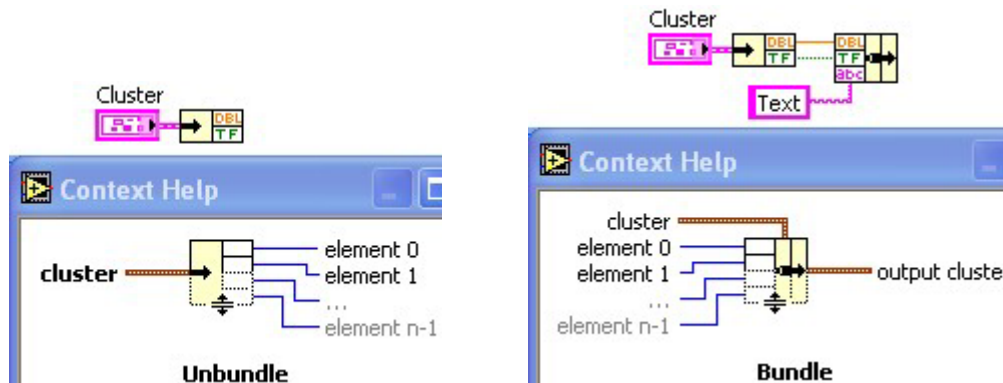 Cluster
DBL
TF
Context Help
cluster
element 0
element 1
...
element n-1
Unbundle
Cluster
DBL
TF
DBL
TF
abc
Text
Context Help
cluster
element 0
element 1
...
element n-1
output cluste
Bundle